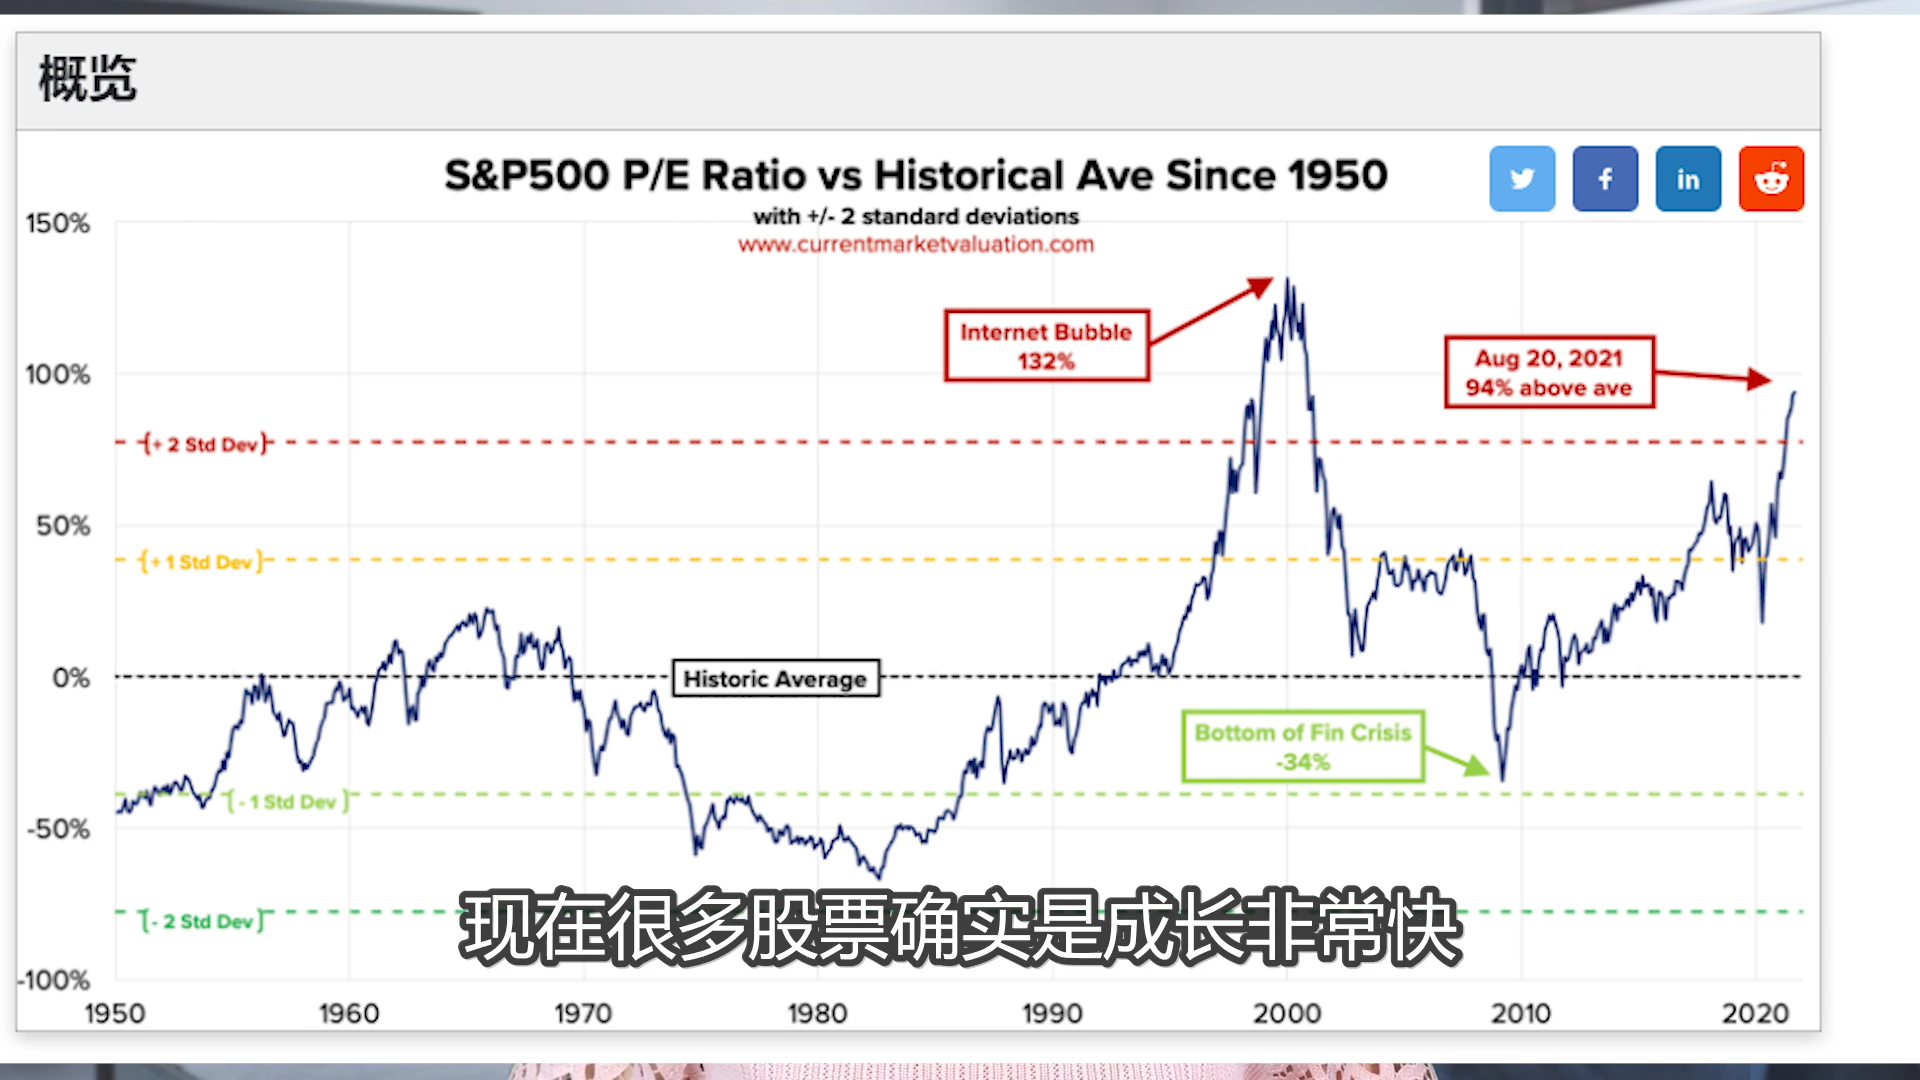 概览
S&P500 P/E Ratio vs Historical Ave Since 1950
with +/- 2 standard deviations
www.currentmarketvaluation.com
f
in
150%
100%
50%
0%
-50%
-100%
Internet Bubble
132%
Aug 20, 2021
94% above ave
{+ 2 Std Dev}
{+ 1 Std Dev}
Historic Average
Bottom of Fin Crisis
-34%
{- 1 Std Dev}
{- 2 Std Dev}
现在很多股票确实是成长非常快
1950 1960 1970 1980 1990 2000 2010 2020